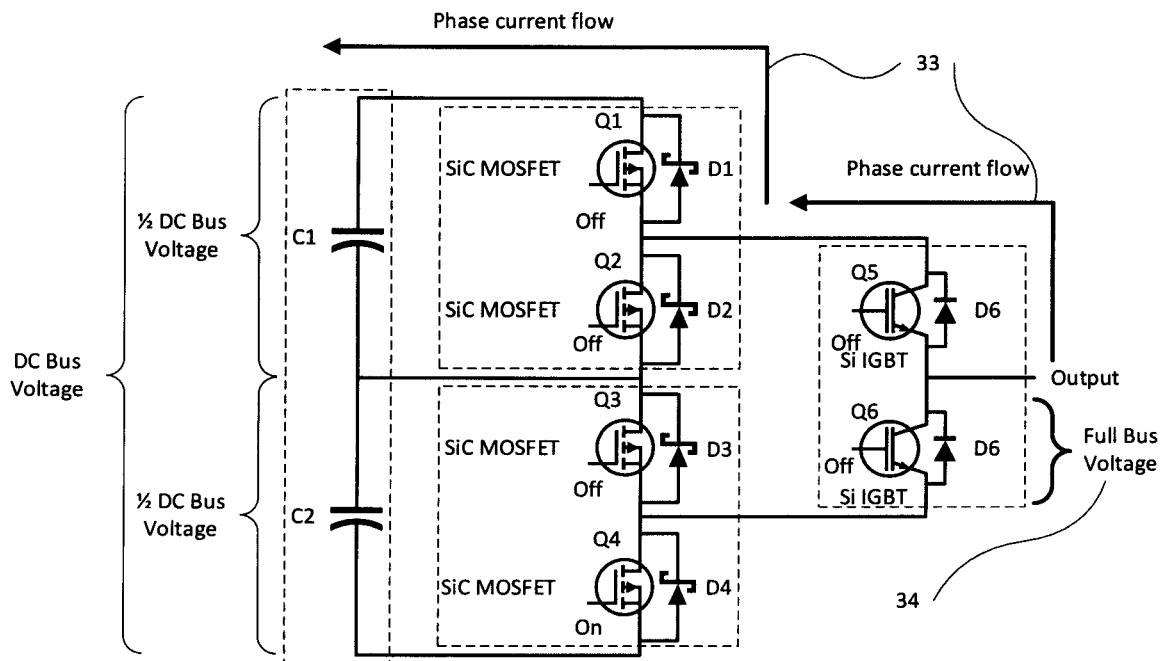 Phase current flow
33
Q1
SiC MOSFET
D1
Phase current flow
Off
½ DC Bus
Voltage
C1
Q2
Q5
SiC MOSFET
D2
D6
Off
Off
Si IGBT
DC Bus
Voltage
Output
Q3
Q6
SiC MOSFET
D3
D6
Full Bus
Voltage
Off
Off
Si IGBT
½ DC Bus
Voltage
C2
Q4
SiC MOSFET
D4
34
On